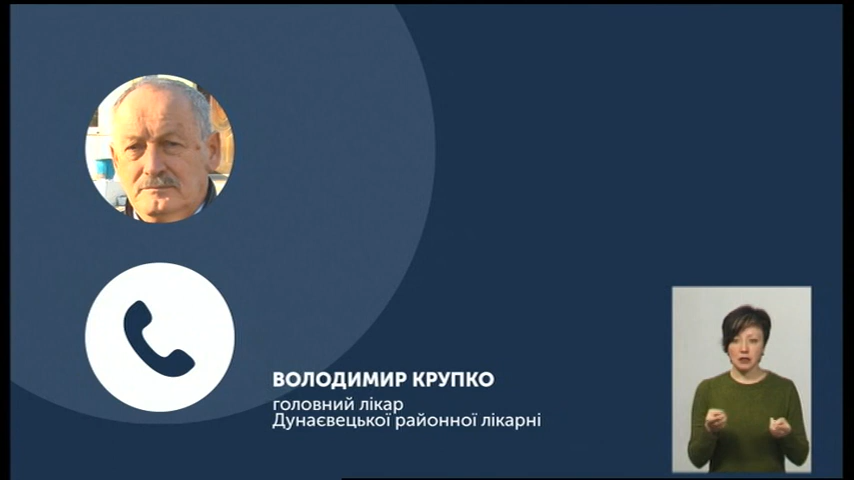 ВОЛОДИМИР КРУПКО
головний лікар
Дунаєвецької районної лікарні